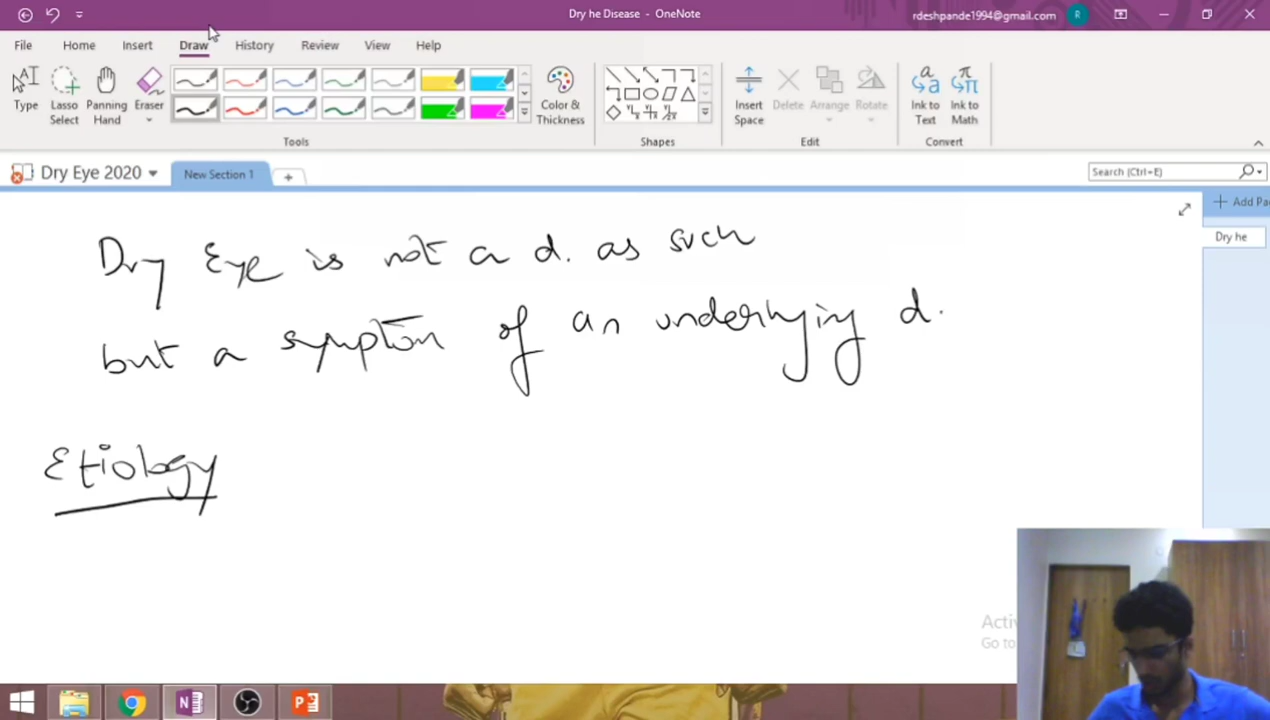 Dry he Disease - OneNote
rdeshpande1994@gmail.com
R
File Home Insert Draw History Review View Help
Type
Lasso Select
Panning Hand
Eraser
Color & Thickness
Insert Space
Delete
Arrange
Rotate
Ink to Text
Ink to Math
Tools Shapes Edit Convert
Dry Eye 2020
New Section 1
Search (Ctrl+E)
Add Pa
Dry he
Dry Eye is not a d. as such
but a symptom of an underlying d.
Etiology
Activ
Go to